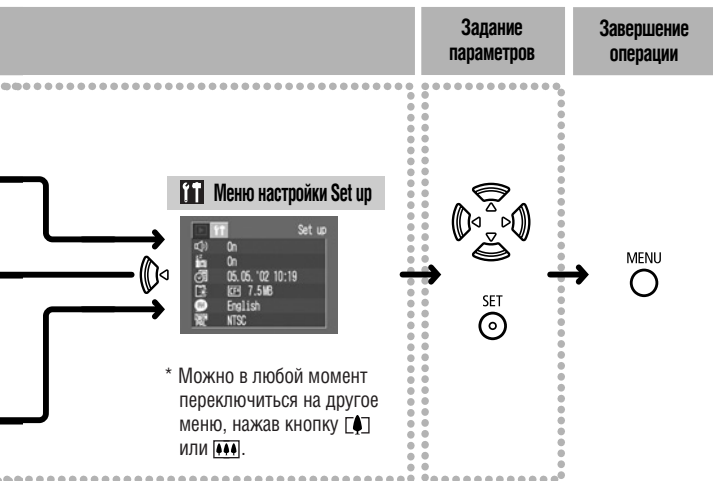 Задание
параметров
Завершение
операции
Меню настройки Set up
Set up
On
On
05.05.'02 10:19
CF 7.5MB
English
NTSC
MENU
SET
* Можно в любой момент
переключиться на другое
меню, нажав кнопку
или .